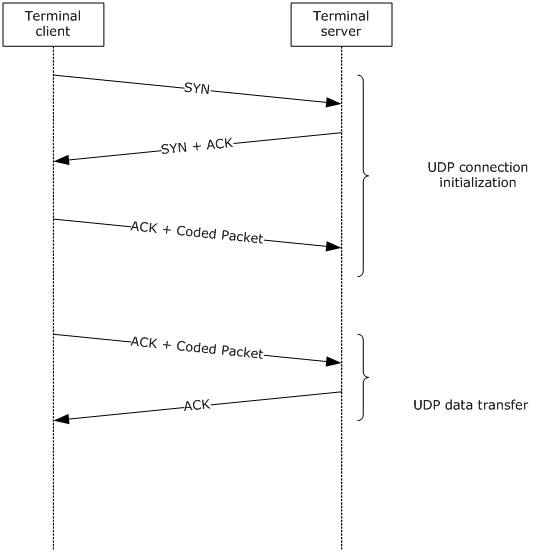 Terminal
client
Terminal
server
SYN
SYN + ACK
UDP connection
initialization
ACK + Coded Packet
ACK + Coded Packet
ACK
UDP data transfer